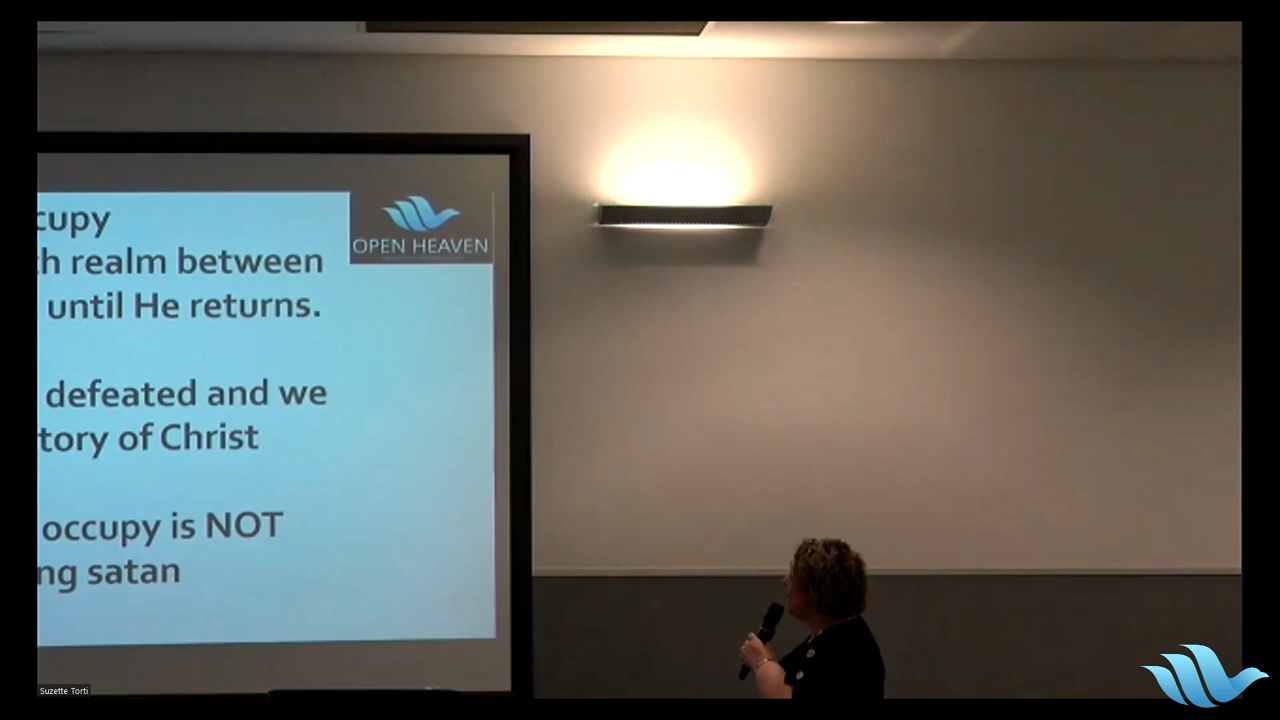 cupy
OPEN HEAVEN
th realm between
until He returns.
defeated and we
tory of Christ
occupy is NOT
ng satan
Suzette Torti